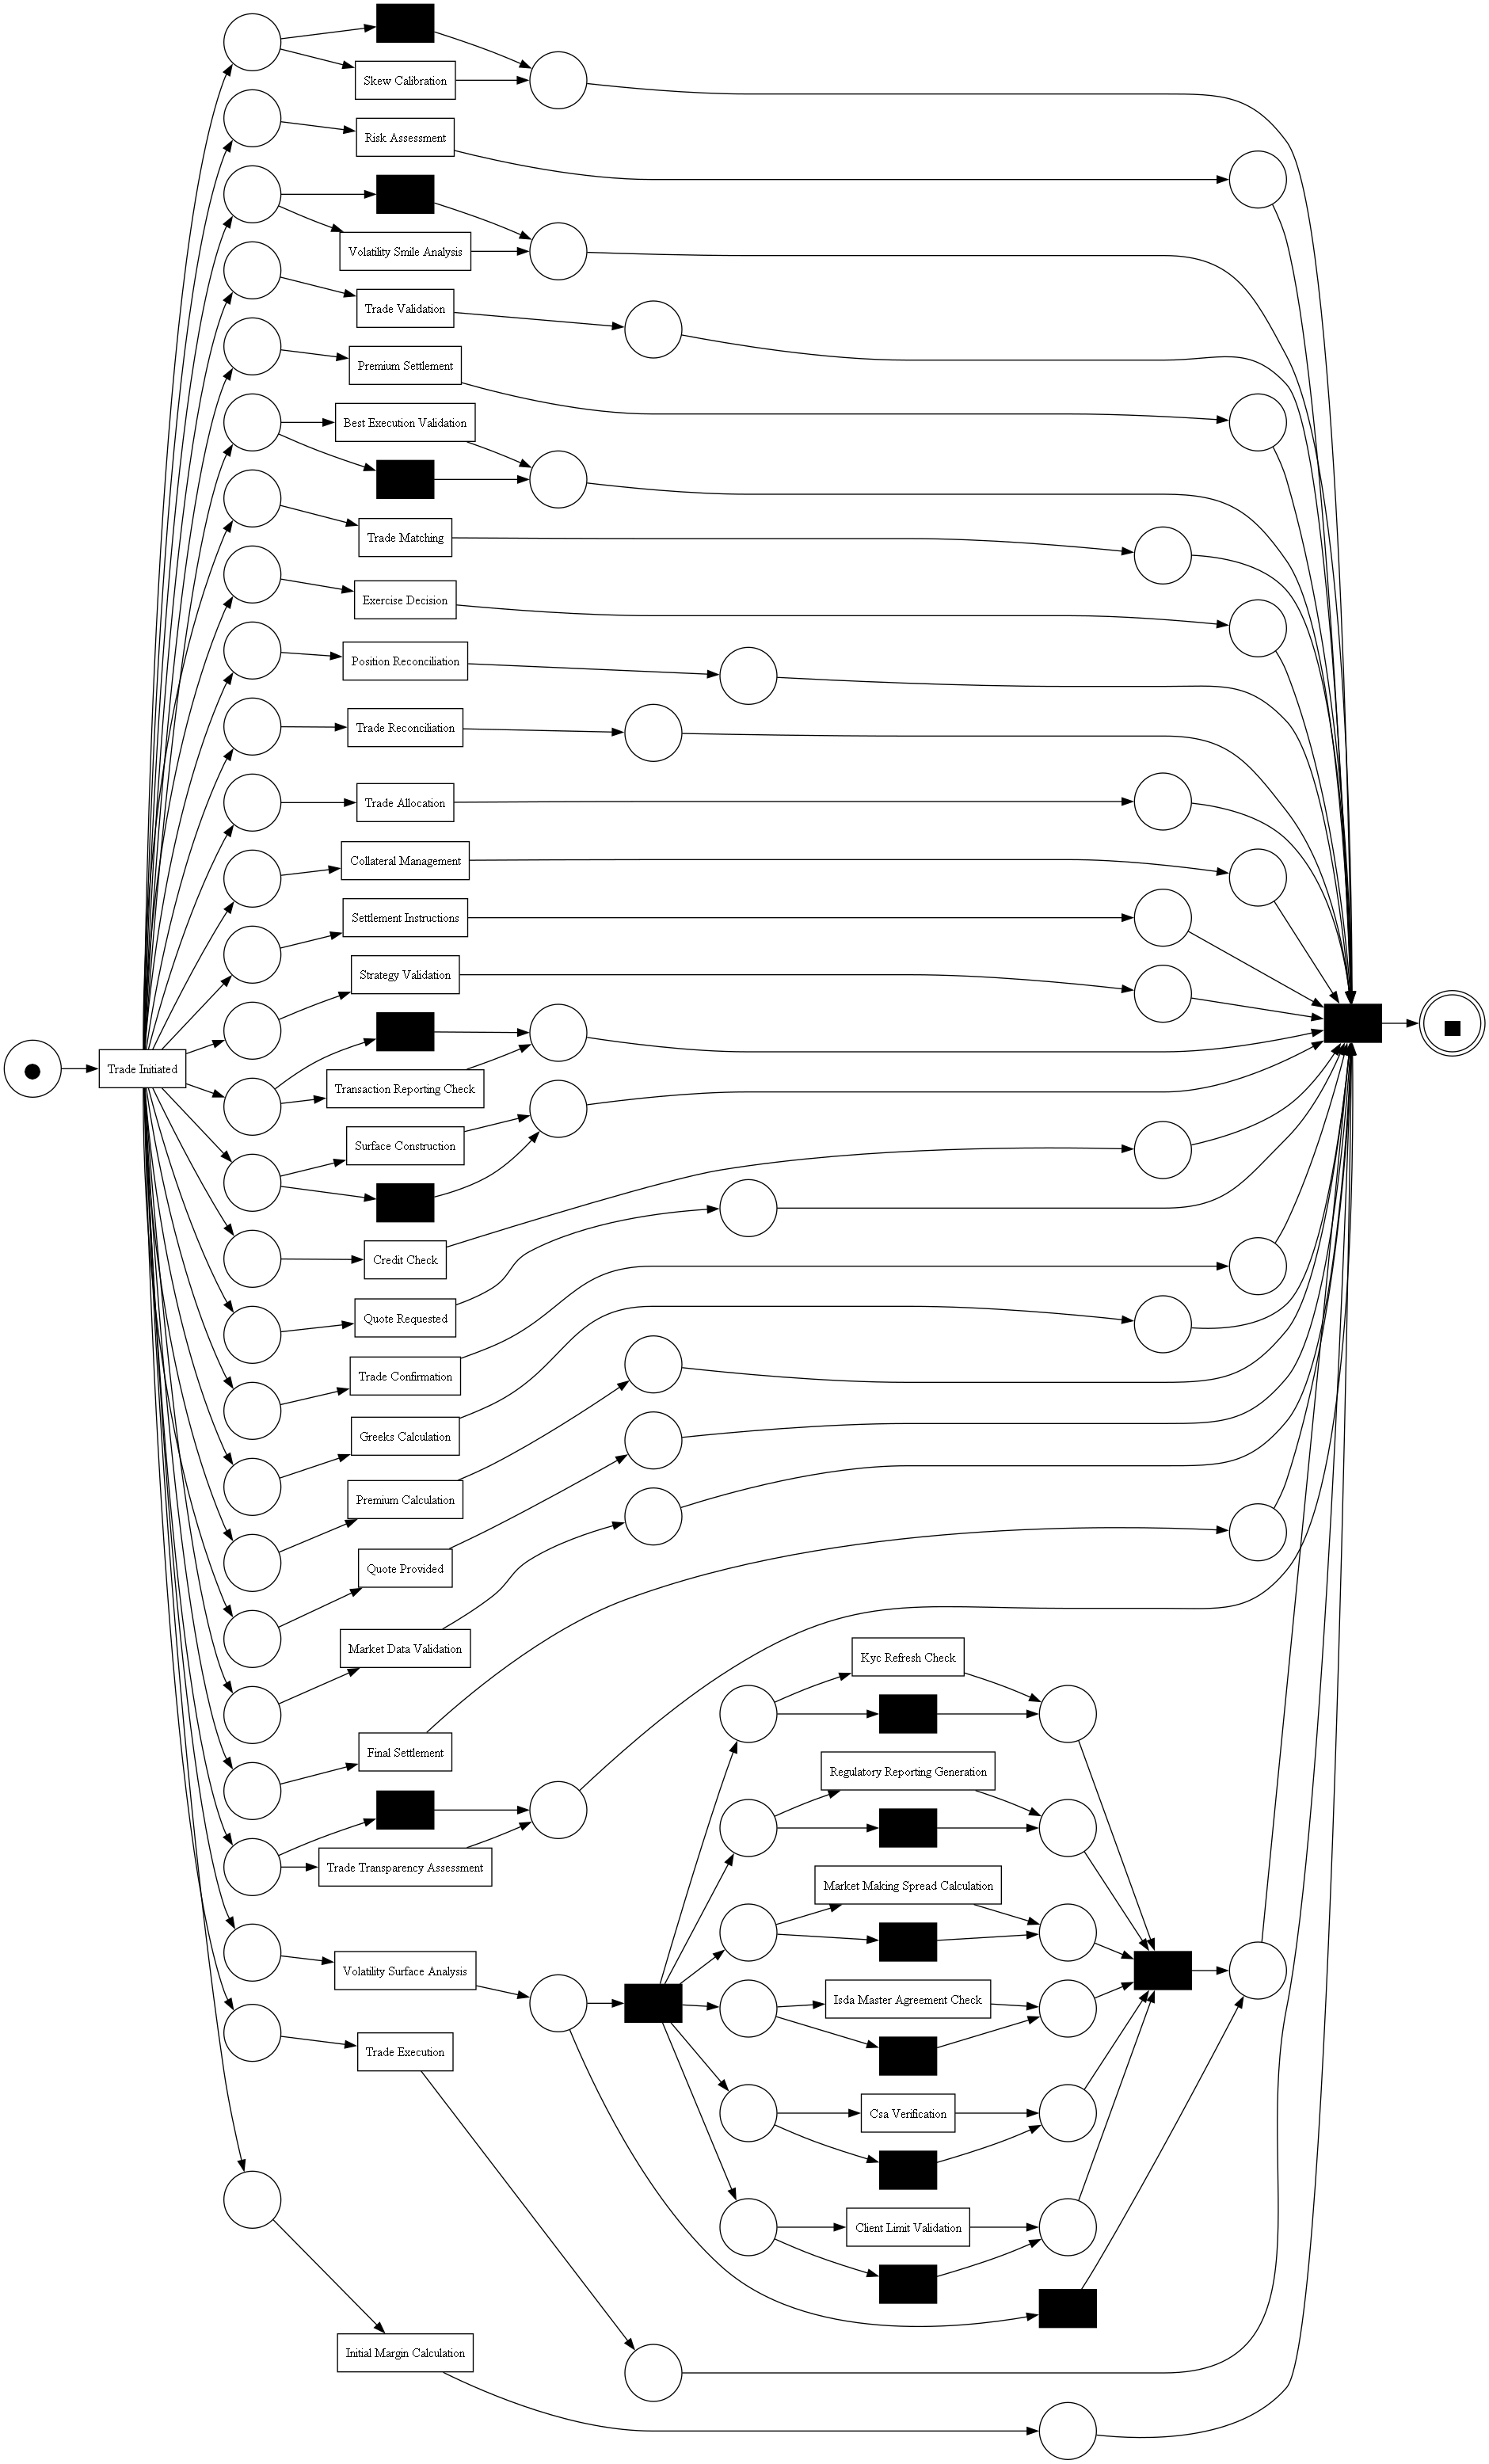 Skew Calibration
Risk Assessment
Volatility Smile Analysis
Trade Validation
Premium Settlement
Best Execution Validation
Trade Matching
Exercise Decision
Position Reconciliation
Trade Reconciliation
Trade Allocation
Collateral Management
Settlement Instructions
Strategy Validation
Trade Initiated
Transaction Reporting Check
Surface Construction
Credit Check
Quote Requested
Trade Confirmation
Greeks Calculation
Premium Calculation
Quote Provided
Market Data Validation
Kyc Refresh Check
Final Settlement
Regulatory Reporting Generation
Trade Transparency Assessment
Market Making Spread Calculation
Volatility Surface Analysis
Isda Master Agreement Check
Trade Execution
Csa Verification
Client Limit Validation
Initial Margin Calculation